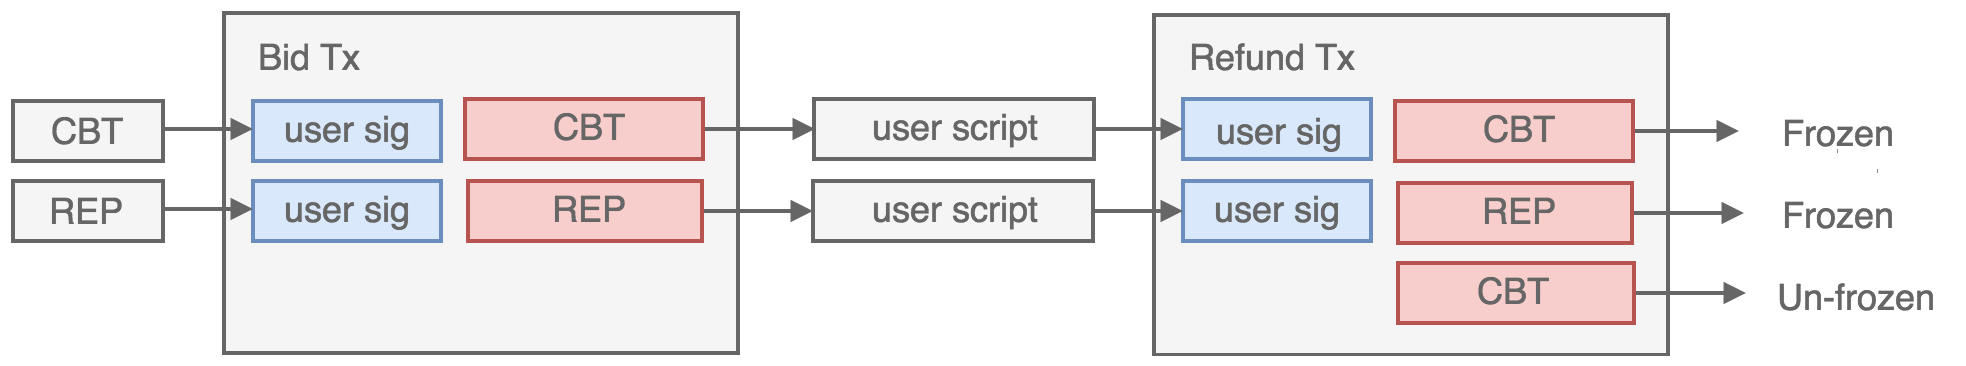 Bid Tx
Refund Tx
CBT
user sig
CBT
user script
user sig
CBT
Frozen
REP
user sig
REP
user script
user sig
REP
Frozen
CBT
Un-frozen